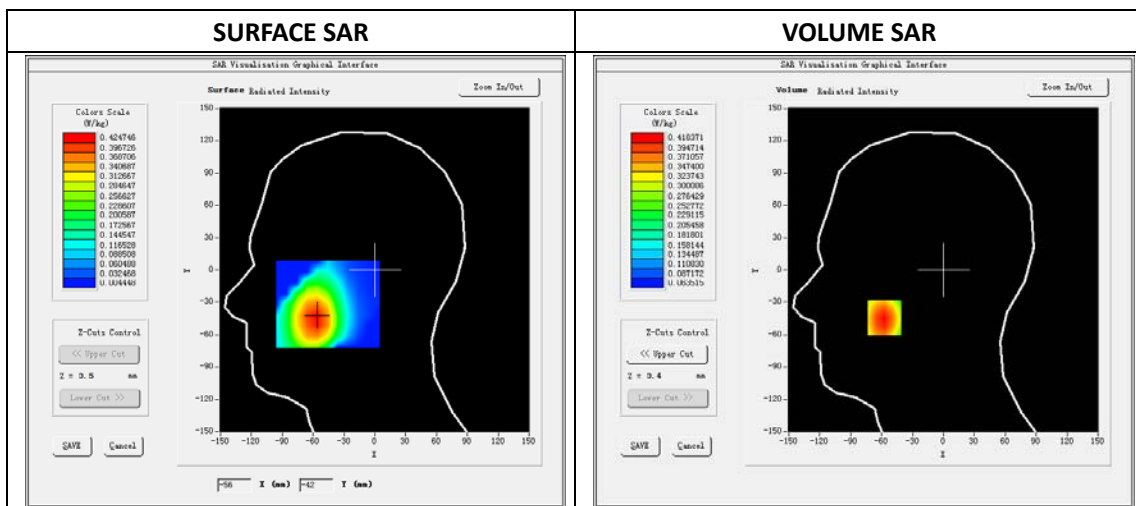 SURFACE SAR
VOLUME SAR
SAR Visualisation Graphical Interface
Surface Radiated Intensity
Zoom In/Out
Colors Scale
(W/kg)
0.424746
0.396726
0.368706
0.340687
0.312667
0.284647
0.256627
0.228607
0.200587
0.172567
0.144547
0.116528
0.088508
0.060488
0.032468
0.004448
150
120
90
60
30
0
-30
-60
-90
-120
-150
Y
-150 -120 -90 -60 -30 0 30 60 90 120 150
X
Z-Cuts Control
<< Upper Cut
Z = 3.5 mm
Lower Cut >>
SAVE Cancel
-56 X (mm) -42 Y (mm)
SAR Visualisation Graphical Interface
Volume Radiated Intensity
Zoom In/Out
Colors Scale
(W/kg)
0.418371
0.394714
0.371057
0.347400
0.323743
0.300086
0.276429
0.252772
0.229115
0.205458
0.181801
0.158144
0.134487
0.110830
0.087172
0.063515
150
120
90
60
30
0
-30
-60
-90
-120
-150
Y
-150 -120 -90 -60 -30 0 30 60 90 120 150
X
Z-Cuts Control
<< Upper Cut
Z = 3.4 mm
Lower Cut >>
SAVE Cancel